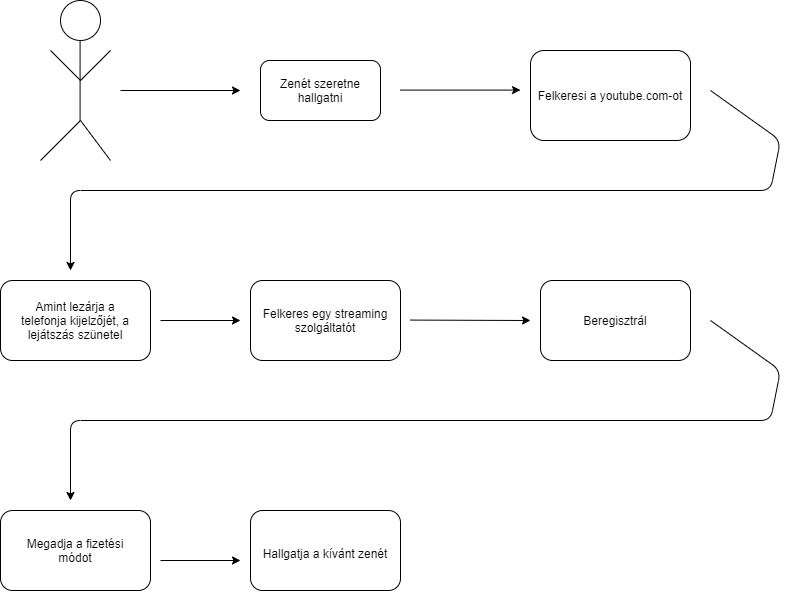 Zenét szeretne
hallgatni
Felkeresi a youtube.com-ot
Amint lezárja a
telefonja kijelzőjét, a
lejátszás szünetel
Felkeres egy streaming
szolgáltatót
Beregisztrál
Megadja a fizetési
módot
Hallgatja a kívánt zenét